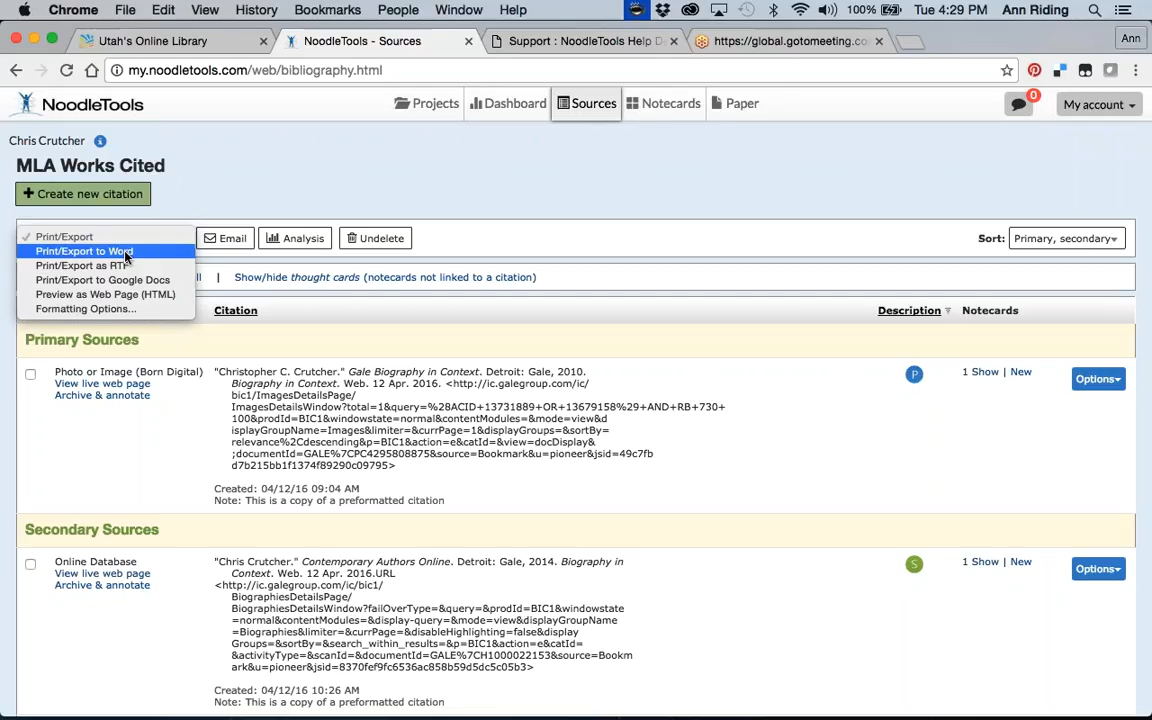 Chrome File Edit View History Bookmarks People Window Help 100% Tue 4:29 PM Ann Riding
Utah's Online Library NoodleTools - Sources Support : NoodleTools Help D https://global.gotomeeting.co Ann
my.noodletools.com/web/bibliography.html
NoodleTools Projects Dashboard Sources Notecards Paper 0 My account
Chris Crutcher
MLA Works Cited
Create new citation
Print/Export
Print/Export to Word
Print/Export as RTF
Print/Export to Google Docs
Preview as Web Page (HTML)
Formatting Options...
Email Analysis Undelete Sort: Primary, secondary
ll | Show/hide thought cards (notecards not linked to a citation)
Citation Description Notecards
Primary Sources
Photo or Image (Born Digital)
View live web page
Archive & annotate
"Christopher C. Crutcher." Gale Biography in Context. Detroit: Gale, 2010.
Biography in Context. Web. 12 Apr. 2016. <http://ic.galegroup.com/ic/
bic1/ImagesDetailsPage/
ImagesDetailsWindow?total=1&query=%28ACID+13731889+OR+13679158%29+AND+RB+730+
100&prodId=BIC1&windowstate=normal&contentModules=&mode=view&d
isplayGroupName=Images&limiter=&currPage=1&displayGroups=&sortBy=
relevance%2Cdescending&p=BIC1&action=e&catId=&view=docDisplay&
;documentId=GALE%7CPC4295808875&source=Bookmark&u=pioneer&jsid=49c7fb
d7b215bb1f1374f89290c09795>
Created: 04/12/16 09:04 AM
Note: This is a copy of a preformatted citation
P
1 Show | New
Options
Secondary Sources
Online Database
View live web page
Archive & annotate
"Chris Crutcher." Contemporary Authors Online. Detroit: Gale, 2014. Biography in
Context. Web. 12 Apr. 2016.URL
<http://ic.galegroup.com/ic/bic1/
BiographiesDetailsPage/
BiographiesDetailsWindow?failOverType=&query=&prodId=BIC1&windowstate
=normal&contentModules=&display-query=&mode=view&displayGroupName
=Biographies&limiter=&currPage=&disableHighlighting=false&display
Groups=&sortBy=&search_within_results=&p=BIC1&action=e&catId=
&activityType=&scanId=&documentId=GALE%7CH1000022153&source=Bookm
ark&u=pioneer&jsid=8370fef9fc6536ac858b59d5dc5c05b3>
Created: 04/12/16 10:26 AM
Note: This is a copy of a preformatted citation
S
1 Show | New
Options